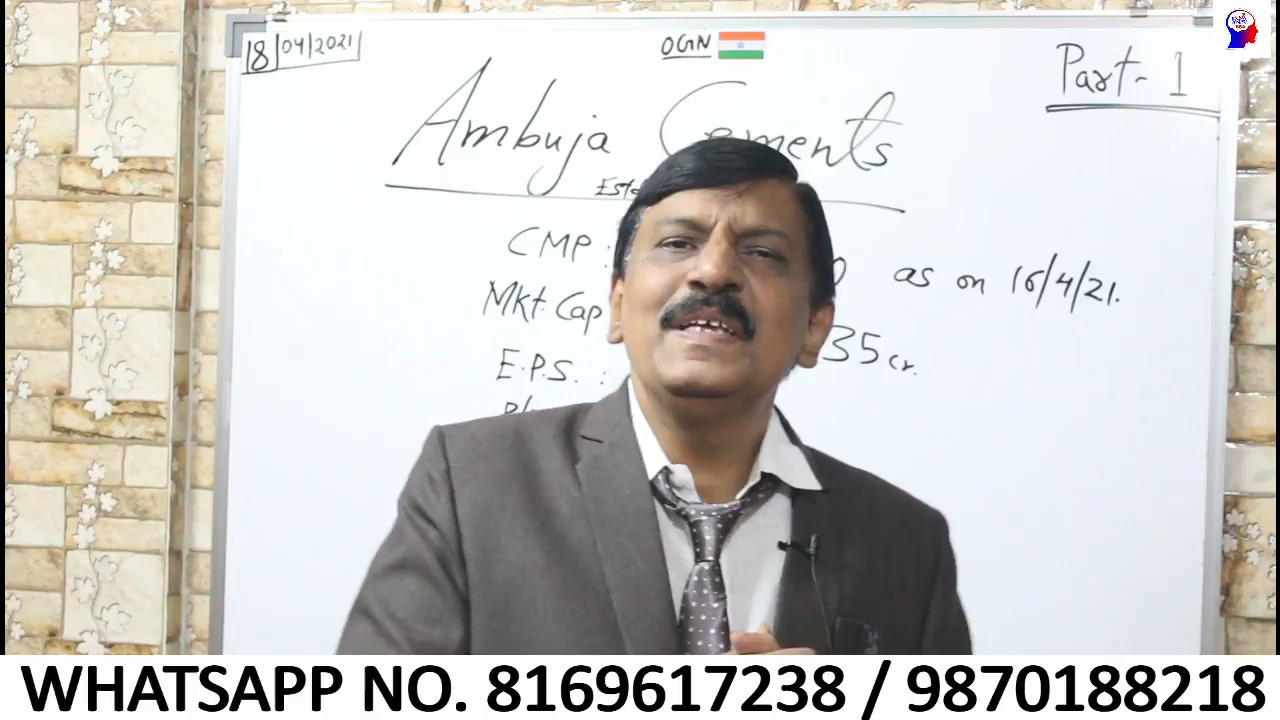 18/04/2021
OGN
Part-1
Ambuja Cements
CMP :
as on 16/4/21.
Mkt. Cap
35 cr.
E.P.S. :
WHATSAPP NO. 8169617238 / 9870188218